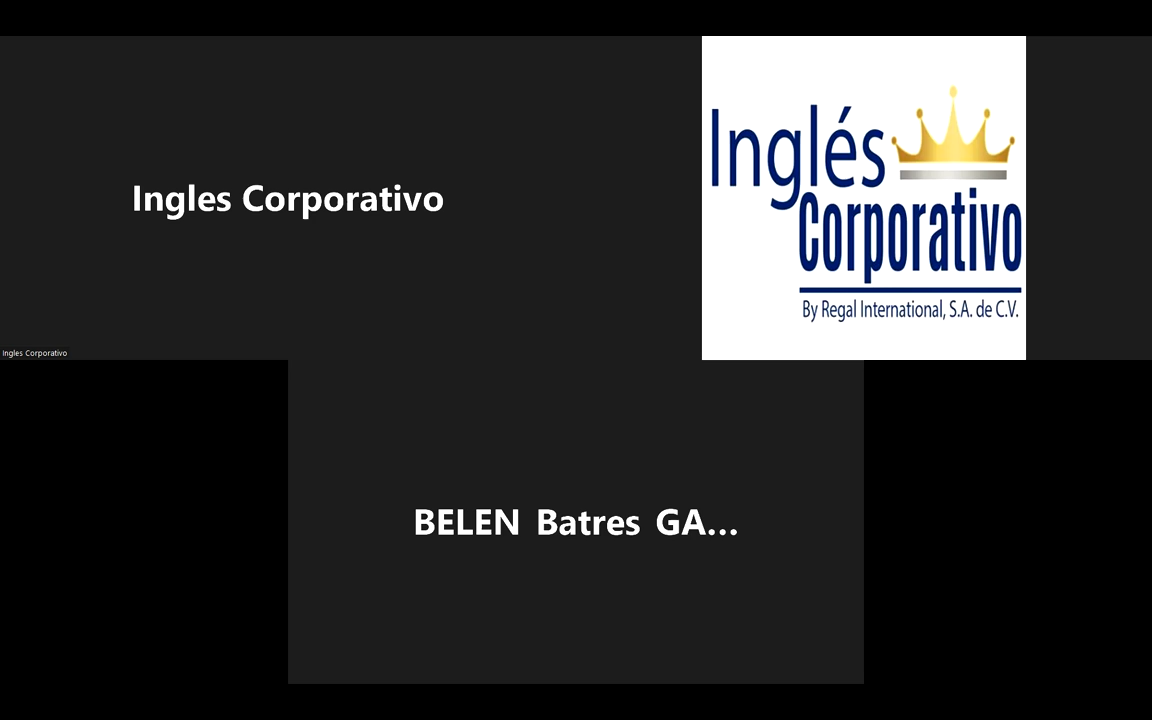 Ingles Corporativo
Inglés
Corporativo
By Regal International, S.A. de C.V.
Ingles Corporativo
BELEN Batres GA...